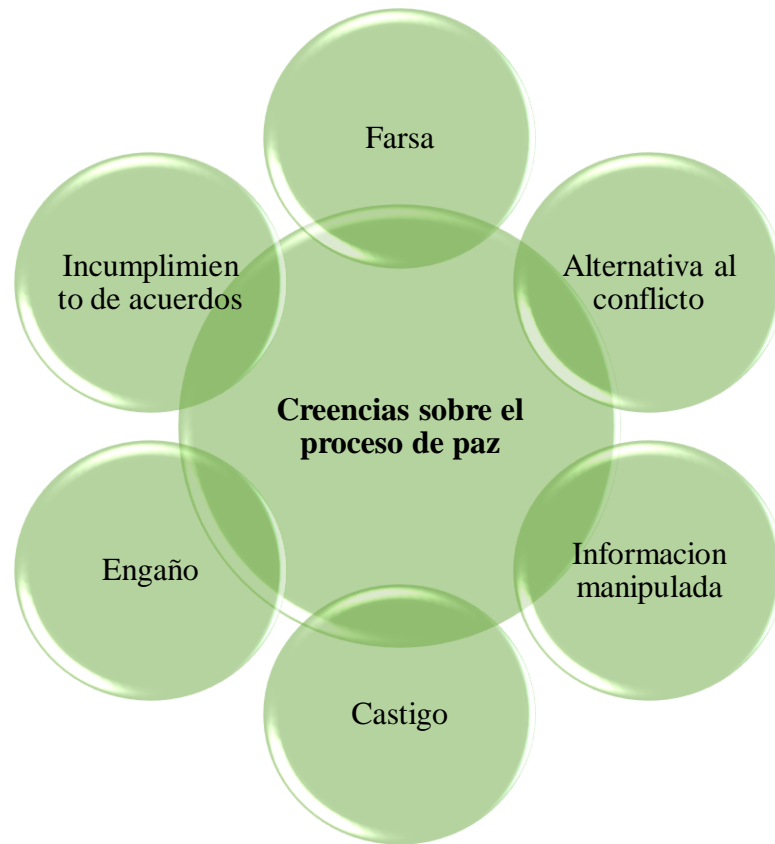 Farsa
Incumplimien
to de acuerdos
Alternativa al
conflicto
Creencias sobre el
proceso de paz
Engaño
Informacion
manipulada
Castigo